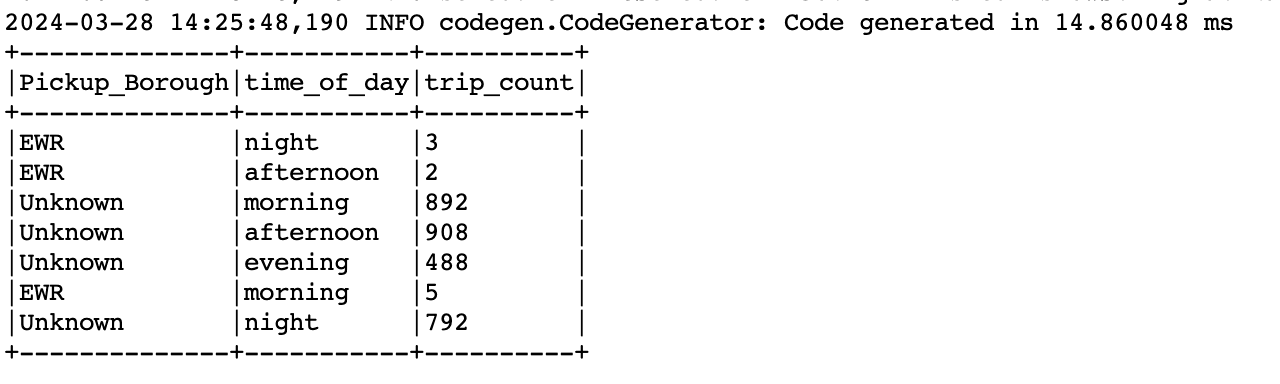 2024-03-28 14:25:48,190 INFO codegen.CodeGenerator: Code generated in 14.860048 ms
+--------------+-----------+----------+
|Pickup_Borough|time_of_day|trip_count|
+--------------+-----------+----------+
|EWR           |night      |3         |
|EWR           |afternoon  |2         |
|Unknown       |morning    |892       |
|Unknown       |afternoon  |908       |
|Unknown       |evening    |488       |
|EWR           |morning    |5         |
|Unknown       |night      |792       |
+--------------+-----------+----------+